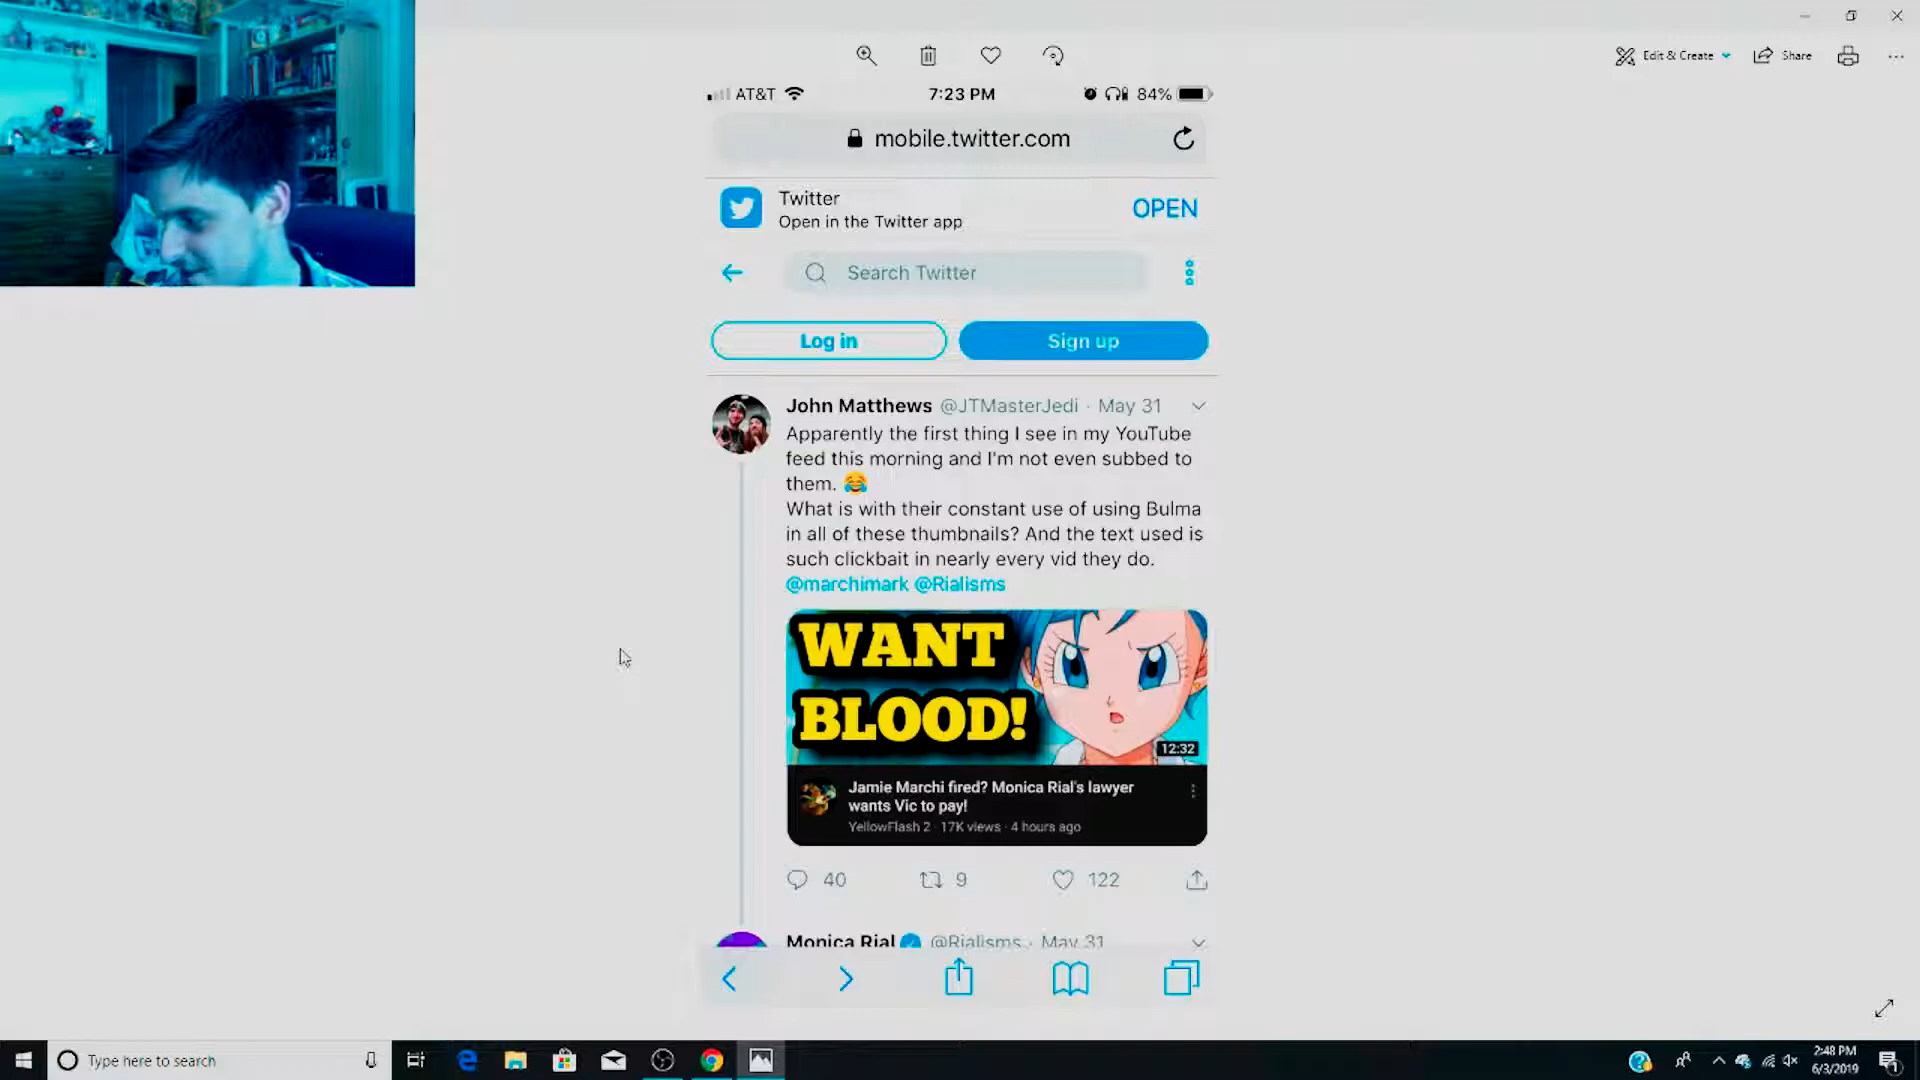 Edit & Create
Share
AT&T
7:23 PM
84%
mobile.twitter.com
Twitter
Open in the Twitter app
OPEN
Search Twitter
Log in
Sign up
John Matthews @JTMasterJedi · May 31
Apparently the first thing I see in my YouTube
feed this morning and I'm not even subbed to
them. 😂
What is with their constant use of using Bulma
in all of these thumbnails? And the text used is
such clickbait in nearly every vid they do.
@marchimark @Rialisms
WANT
BLOOD!
12:32
Jamie Marchi fired? Monica Rial's lawyer
wants Vic to pay!
YellowFlash 2 · 17K views · 4 hours ago
40
9
122
Monica Rial @Rialisms · May 31
Type here to search
2:48 PM
6/3/2019